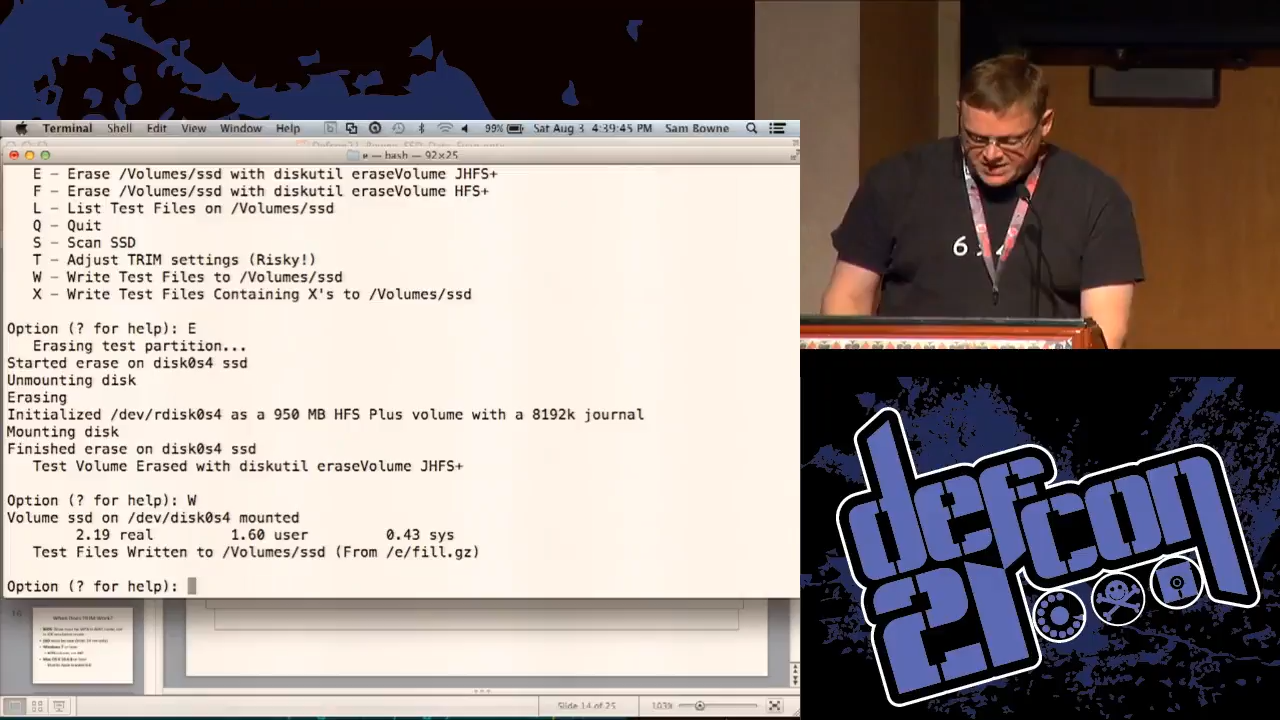 Terminal Shell Edit View Window Help 99% Sat Aug 3 4:39:45 PM Sam Bowne
e — bash — 92×25
E - Erase /Volumes/ssd with diskutil eraseVolume JHFS+
F - Erase /Volumes/ssd with diskutil eraseVolume HFS+
L - List Test Files on /Volumes/ssd
Q - Quit
S - Scan SSD
T - Adjust TRIM settings (Risky!)
W - Write Test Files to /Volumes/ssd
X - Write Test Files Containing X's to /Volumes/ssd
Option (? for help): E
Erasing test partition...
Started erase on disk0s4 ssd
Unmounting disk
Erasing
Initialized /dev/rdisk0s4 as a 950 MB HFS Plus volume with a 8192k journal
Mounting disk
Finished erase on disk0s4 ssd
Test Volume Erased with diskutil eraseVolume JHFS+
Option (? for help): W
Volume ssd on /dev/disk0s4 mounted
2.19 real 1.60 user 0.43 sys
Test Files Written to /Volumes/ssd (From /e/fill.gz)
Option (? for help):
16
When Does TRIM Work?
Slide 14 of 25
103%
6
defcon
21